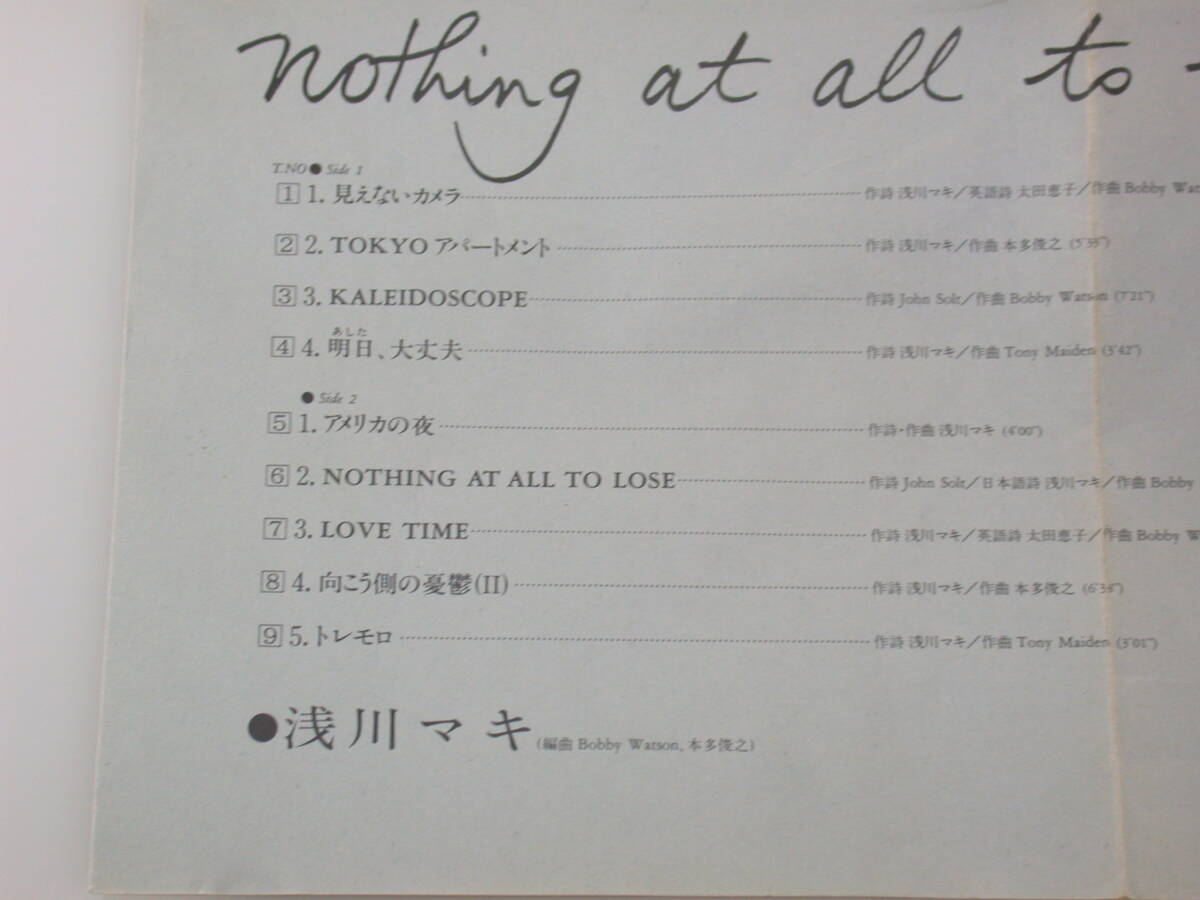 nothing at all to
T.NO● Side 1
1 1. 見えないカメラ 作詩 浅川マキ／英語詩 太田恵子／作曲 Bobby
2 2. TOKYO アパートメント 作詩 浅川マキ／作曲 本多俊之 (5'35")
3 3. KALEIDOSCOPE 作詩 John Solt／作曲 Bobby Watson (7'21")
あした
4 4. 明日、大丈夫 作詩 浅川マキ／作曲 Tony Maiden
● Side 2
5 1. アメリカの夜 作詩・作曲 浅川マキ (4'00")
6 2. NOTHING AT ALL TO LOSE 作詩 John Solt／日本語詩 浅川マキ／作曲 Bobby
7 3. LOVE TIME 作詩 浅川マキ／英語詩 太田恵子／作曲 Bobby
8 4. 向こう側の憂鬱(II) 作詩 浅川マキ／作曲 本多俊之
9 5. トレモロ 作詩 浅川マキ／作曲 Tony Maiden (3'01")
●浅川マキ (編曲 Bobby Watson、本多俊之)